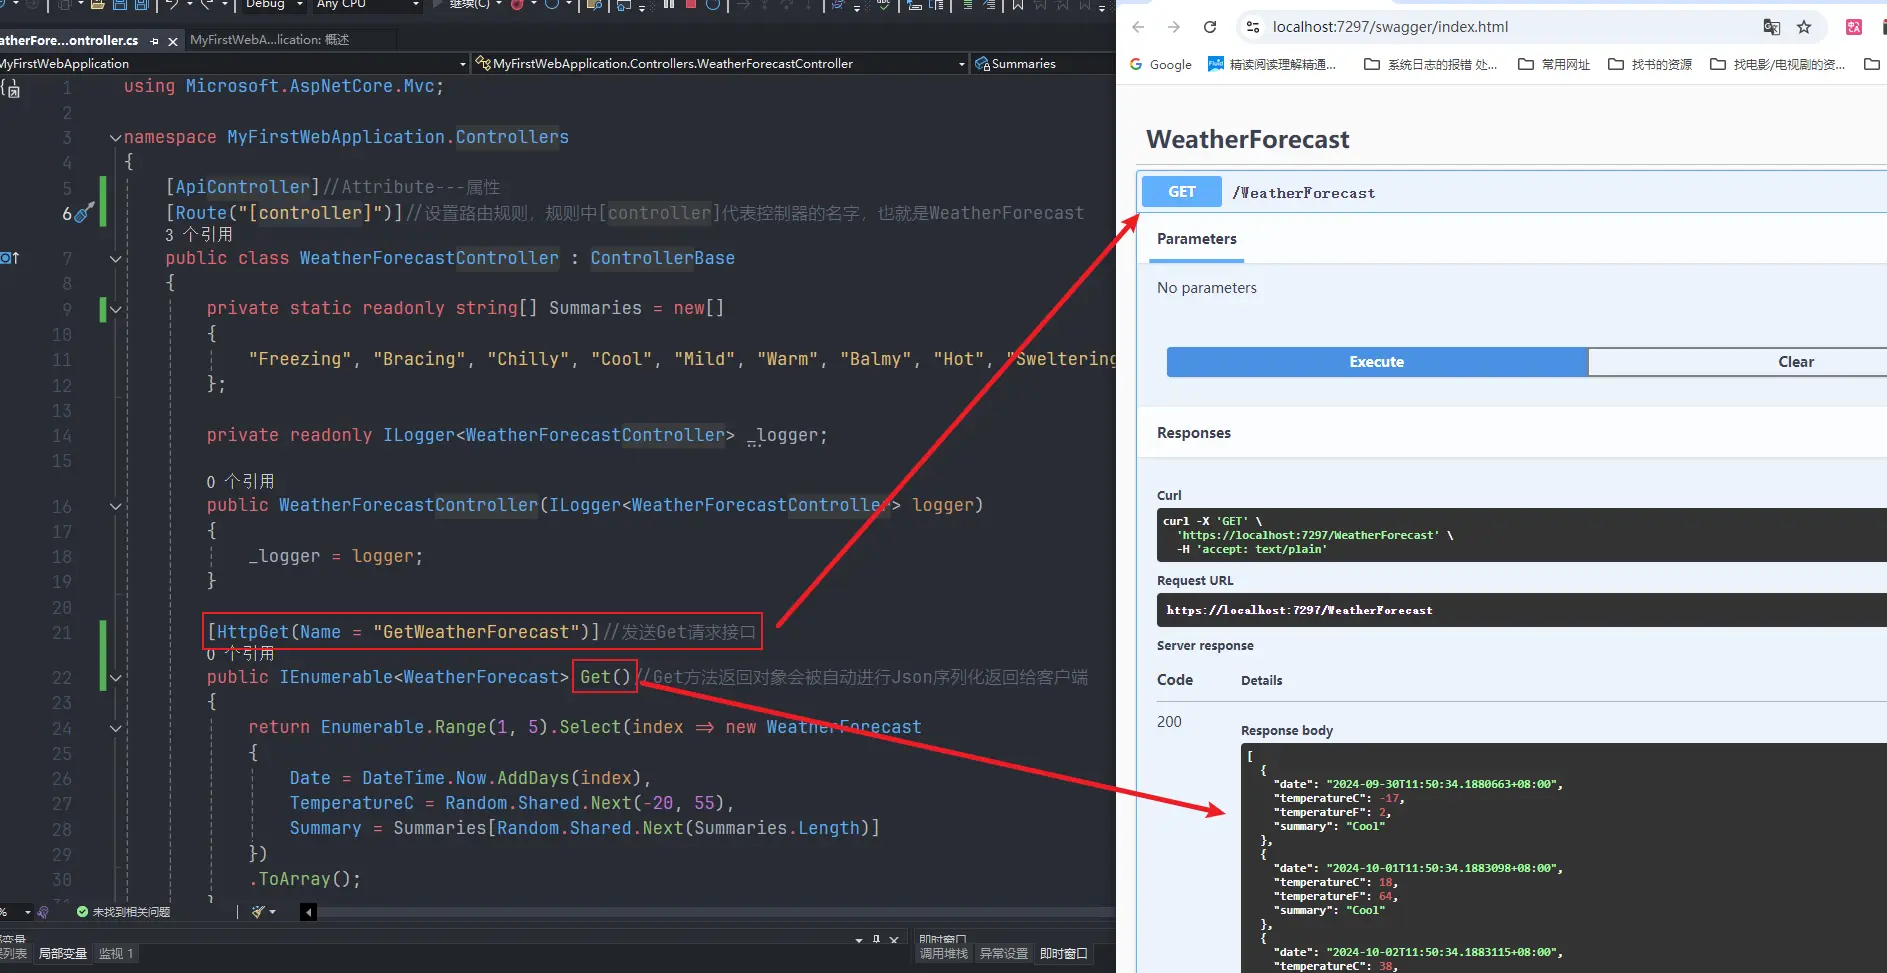 Debug
Any CPU
继续(C)
atherFore...ontroller.cs
MyFirstWebA...lication: 概述
MyFirstWebApplication
MyFirstWebApplication.Controllers.WeatherForecastController
Summaries
1 using Microsoft.AspNetCore.Mvc;
2
3 namespace MyFirstWebApplication.Controllers
4 {
5 [ApiController]//Attribute---属性
6 [Route("[controller]")]//设置路由规则，规则中[controller]代表控制器的名字，也就是WeatherForecast
3 个引用
7 public class WeatherForecastController : ControllerBase
8 {
9 private static readonly string[] Summaries = new[]
10 {
11 "Freezing", "Bracing", "Chilly", "Cool", "Mild", "Warm", "Balmy", "Hot", "Sweltering
12 };
13
14 private readonly ILogger<WeatherForecastController> _logger;
15
0 个引用
16 public WeatherForecastController(ILogger<WeatherForecastController> logger)
17 {
18 _logger = logger;
19 }
20
21 [HttpGet(Name = "GetWeatherForecast")]//发送Get请求接口
0 个引用
22 public IEnumerable<WeatherForecast> Get()//Get方法返回对象会被自动进行Json序列化返回给客户端
23 {
24 return Enumerable.Range(1, 5).Select(index => new WeatherForecast
25 {
26 Date = DateTime.Now.AddDays(index),
27 TemperatureC = Random.Shared.Next(-20, 55),
28 Summary = Summaries[Random.Shared.Next(Summaries.Length)]
29 })
30 .ToArray();
}
%
未找到相关问题
即时窗口
局部变量
监视 1
调用堆栈
异常设置
即时窗口
localhost:7297/swagger/index.html
Google
精读阅读理解精通...
系统日志的报错 处...
常用网址
找书的资源
找电影/电视剧的资...
WeatherForecast
GET
/WeatherForecast
Parameters
No parameters
Execute
Clear
Responses
Curl
curl -X 'GET' \
'https://localhost:7297/WeatherForecast' \
-H 'accept: text/plain'
Request URL
https://localhost:7297/WeatherForecast
Server response
Code
Details
200
Response body
[
{
"date": "2024-09-30T11:50:34.1880663+08:00",
"temperatureC": -17,
"temperatureF": 2,
"summary": "Cool"
},
{
"date": "2024-10-01T11:50:34.1883098+08:00",
"temperatureC": 18,
"temperatureF": 64,
"summary": "Cool"
},
{
"date": "2024-10-02T11:50:34.1883115+08:00",
"temperatureC": 38,